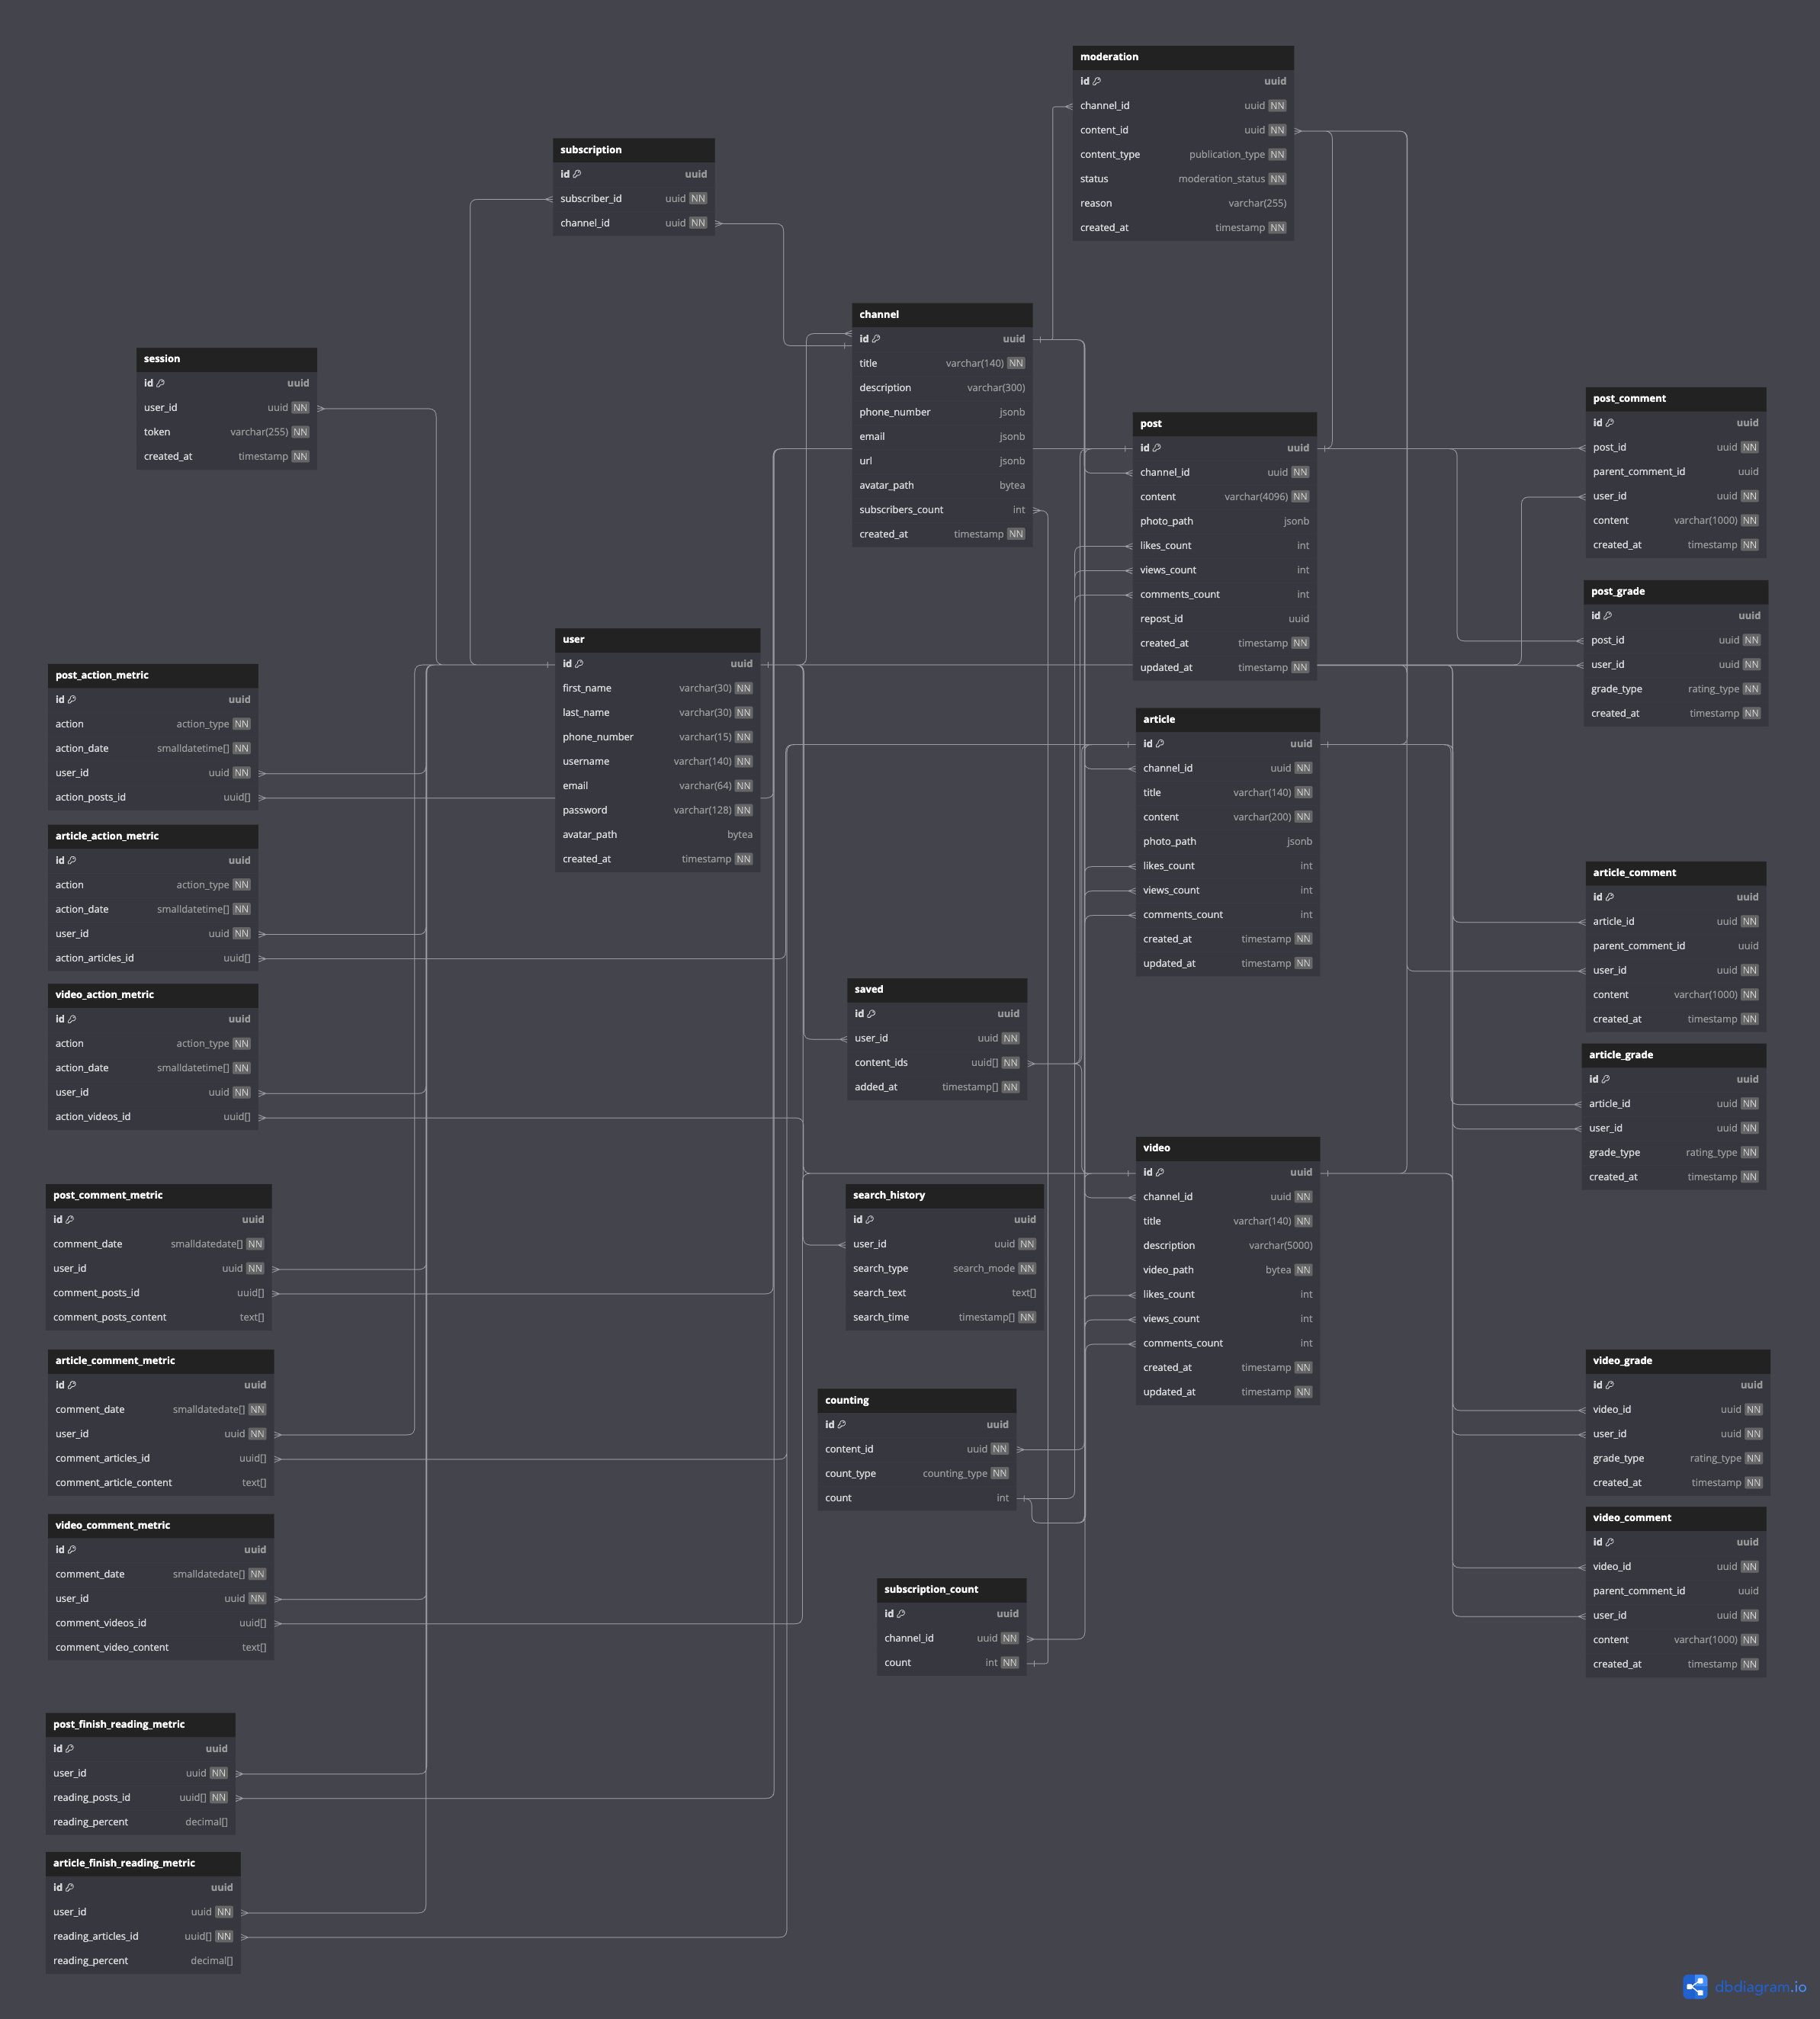 moderation
id uuid
channel_id uuid NN
content_id uuid NN
content_type publication_type NN
status moderation_status NN
reason varchar(255)
created_at timestamp NN
subscription
id uuid
subscriber_id uuid NN
channel_id uuid NN
channel
id uuid
title varchar(140) NN
description varchar(300)
phone_number jsonb
email jsonb
url jsonb
avatar_path bytea
subscribers_count int
created_at timestamp NN
session
id uuid
user_id uuid NN
token varchar(255) NN
created_at timestamp NN
post
id uuid
channel_id uuid NN
content varchar(4096) NN
photo_path jsonb
likes_count int
views_count int
comments_count int
repost_id uuid
created_at timestamp NN
updated_at timestamp NN
post_comment
id uuid
post_id uuid NN
parent_comment_id uuid
user_id uuid NN
content varchar(1000) NN
created_at timestamp NN
post_grade
id uuid
post_id uuid NN
user_id uuid NN
grade_type rating_type NN
created_at timestamp NN
user
id uuid
first_name varchar(30) NN
last_name varchar(30) NN
phone_number varchar(15) NN
username varchar(140) NN
email varchar(64) NN
password varchar(128) NN
avatar_path bytea
created_at timestamp NN
post_action_metric
id uuid
action action_type NN
action_date smalldatetime[] NN
user_id uuid NN
action_posts_id uuid[]
article_action_metric
id uuid
action action_type NN
action_date smalldatetime[] NN
user_id uuid NN
action_articles_id uuid[]
video_action_metric
id uuid
action action_type NN
action_date smalldatetime[] NN
user_id uuid NN
action_videos_id uuid[]
article
id uuid
channel_id uuid NN
title varchar(140) NN
content varchar(200) NN
photo_path jsonb
likes_count int
views_count int
comments_count int
created_at timestamp NN
updated_at timestamp NN
article_comment
id uuid
article_id uuid NN
parent_comment_id uuid
user_id uuid NN
content varchar(1000) NN
created_at timestamp NN
article_grade
id uuid
article_id uuid NN
user_id uuid NN
grade_type rating_type NN
created_at timestamp NN
saved
id uuid
user_id uuid NN
content_ids uuid[] NN
added_at timestamp[] NN
video
id uuid
channel_id uuid NN
title varchar(140) NN
description varchar(5000)
video_path bytea NN
likes_count int
views_count int
comments_count int
created_at timestamp NN
updated_at timestamp NN
search_history
id uuid
user_id uuid NN
search_type search_mode NN
search_text text[]
search_time timestamp[] NN
post_comment_metric
id uuid
comment_date smalldatedate[] NN
user_id uuid NN
comment_posts_id uuid[]
comment_posts_content text[]
article_comment_metric
id uuid
comment_date smalldatedate[] NN
user_id uuid NN
comment_articles_id uuid[]
comment_article_content text[]
video_comment_metric
id uuid
comment_date smalldatedate[] NN
user_id uuid NN
comment_videos_id uuid[]
comment_video_content text[]
counting
id uuid
content_id uuid NN
count_type counting_type NN
count int
subscription_count
id uuid
channel_id uuid NN
count int NN
video_grade
id uuid
video_id uuid NN
user_id uuid NN
grade_type rating_type NN
created_at timestamp NN
video_comment
id uuid
video_id uuid NN
parent_comment_id uuid
user_id uuid NN
content varchar(1000) NN
created_at timestamp NN
post_finish_reading_metric
id uuid
user_id uuid NN
reading_posts_id uuid[] NN
reading_percent decimal[]
article_finish_reading_metric
id uuid
user_id uuid NN
reading_articles_id uuid[] NN
reading_percent decimal[]
dbdiagram.io